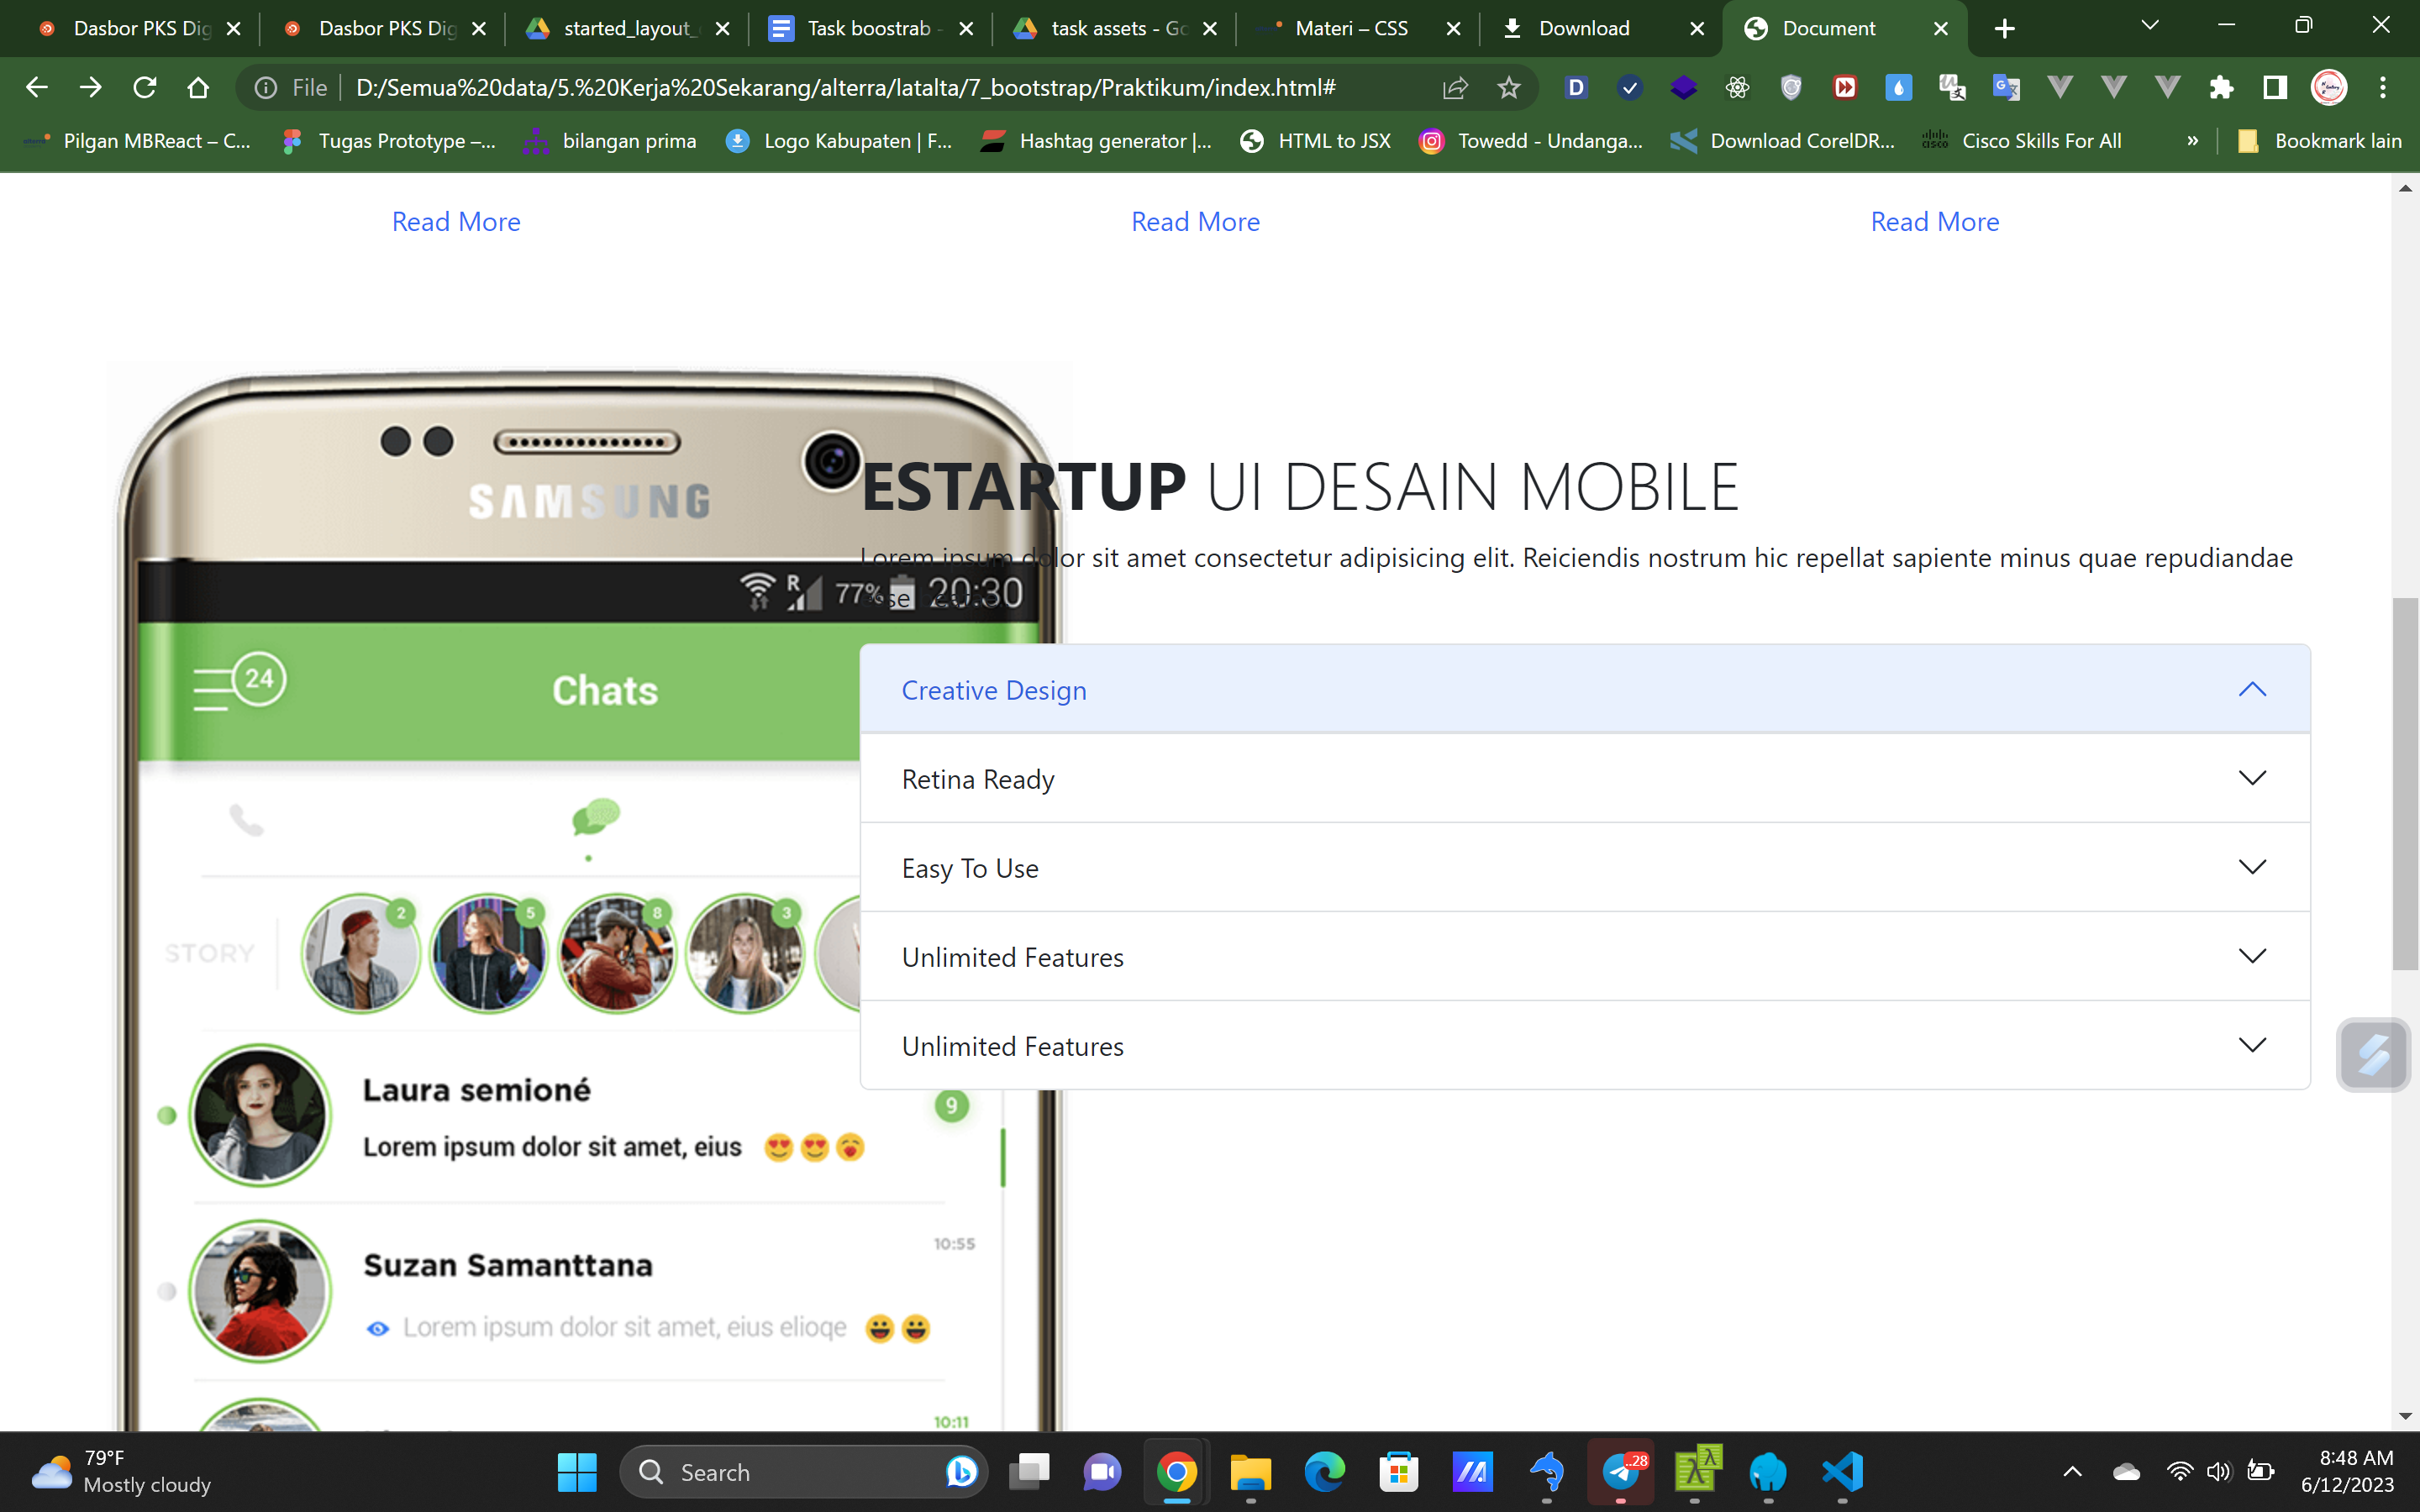 Dasbor PKS Dig
Dasbor PKS Dig
started_layout_
Task boostrab -
task assets - Go
Materi – CSS
Download
Document
File
D:/Semua%20data/5.%20Kerja%20Sekarang/alterra/latalta/7_bootstrap/Praktikum/index.html#
Pilgan MBReact – C...
Tugas Prototype –...
bilangan prima
Logo Kabupaten | F...
Hashtag generator |...
HTML to JSX
Towedd - Undanga...
Download CorelDR...
Cisco Skills For All
»
Bookmark lain
Read More
Read More
Read More
SAMSUNG
ESTARTUP UI DESAIN MOBILE
Lorem ipsum dolor sit amet consectetur adipisicing elit. Reiciendis nostrum hic repellat sapiente minus quae repudiandae
R
77%
20:30
24
Chats
Creative Design
Retina Ready
Easy To Use
Unlimited Features
Unlimited Features
STORY
2
5
8
3
Laura semioné
9
Lorem ipsum dolor sit amet, eius
Suzan Samanttana
10:55
Lorem ipsum dolor sit amet, eius elioqe
10:11
79°F
Mostly cloudy
Search
..28
8:48 AM
6/12/2023